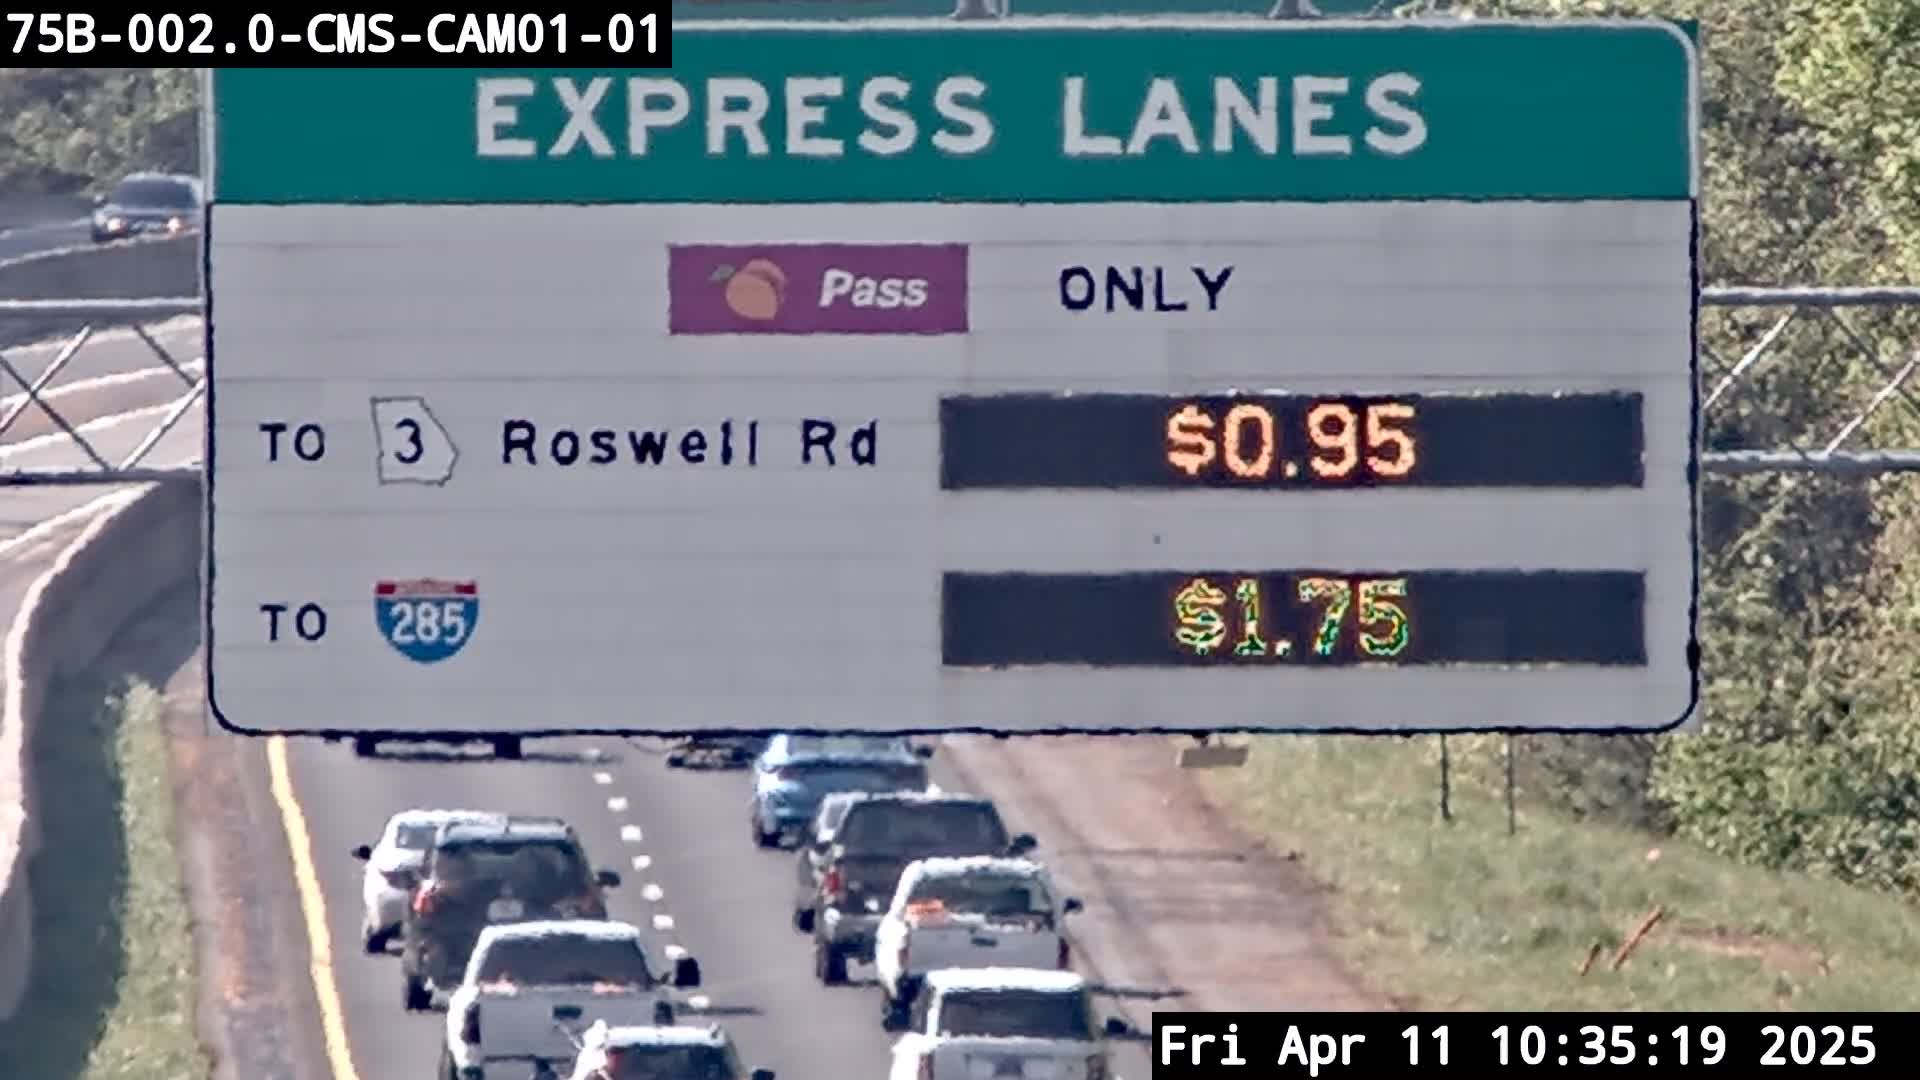 75B-002.0-CMS-CAM01-01
EXPRESS LANES
Pass ONLY
TO 3 Roswell Rd $0.95
TO 285 $1.75
Fri Apr 11 10:35:19 2025